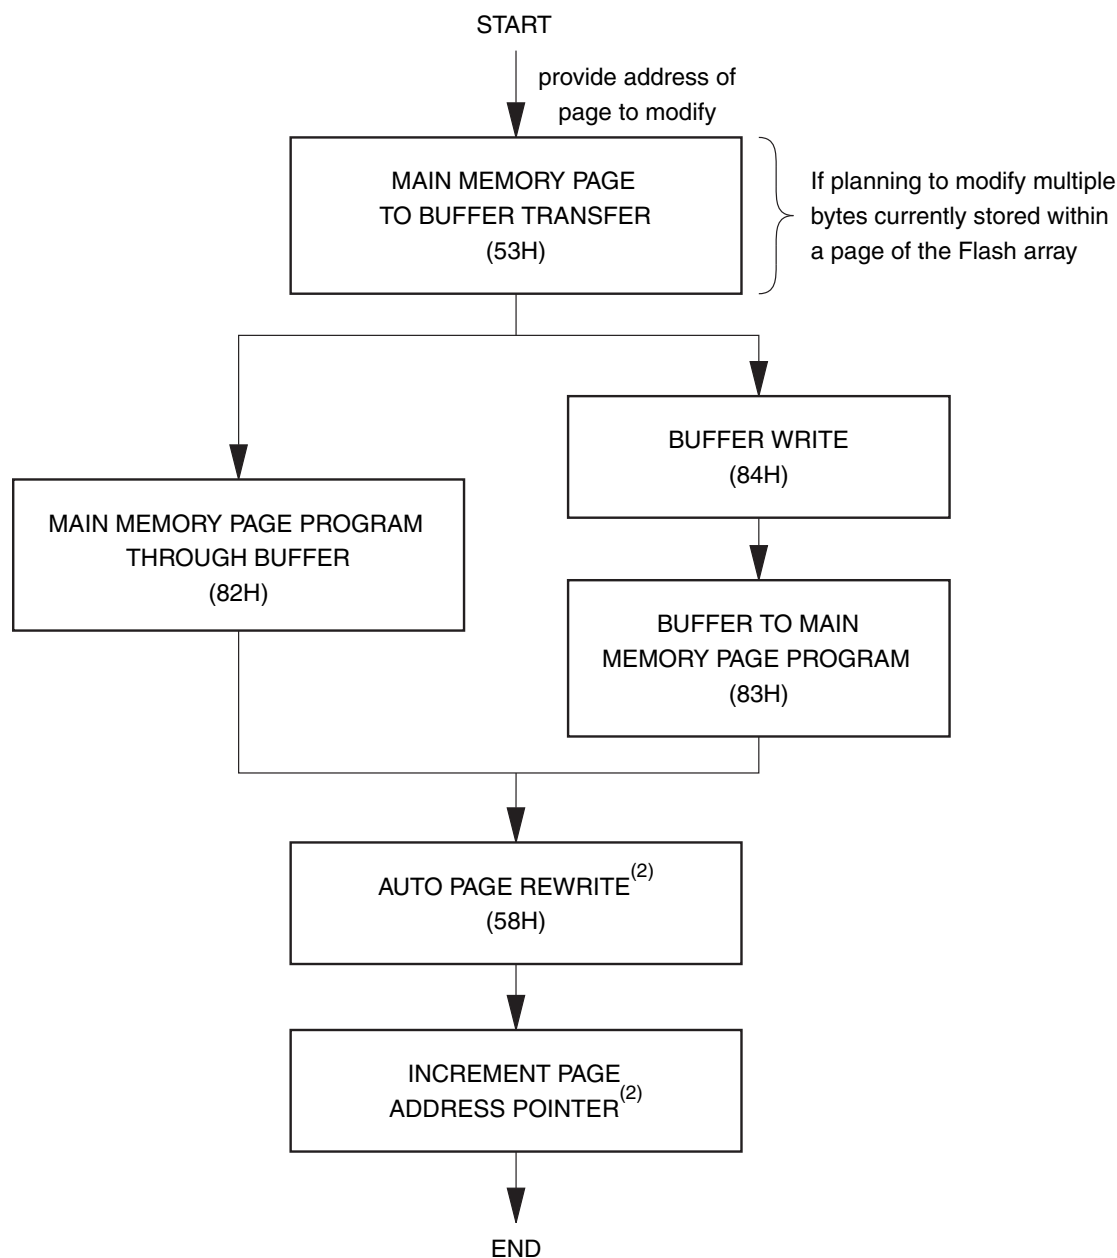 START
provide address of
page to modify
MAIN MEMORY PAGE
TO BUFFER TRANSFER
(53H)
If planning to modify multiple
bytes currently stored within
a page of the Flash array
BUFFER WRITE
(84H)
MAIN MEMORY PAGE PROGRAM
THROUGH BUFFER
(82H)
BUFFER TO MAIN
MEMORY PAGE PROGRAM
(83H)
AUTO PAGE REWRITE(2)
(58H)
INCREMENT PAGE
ADDRESS POINTER(2)
END